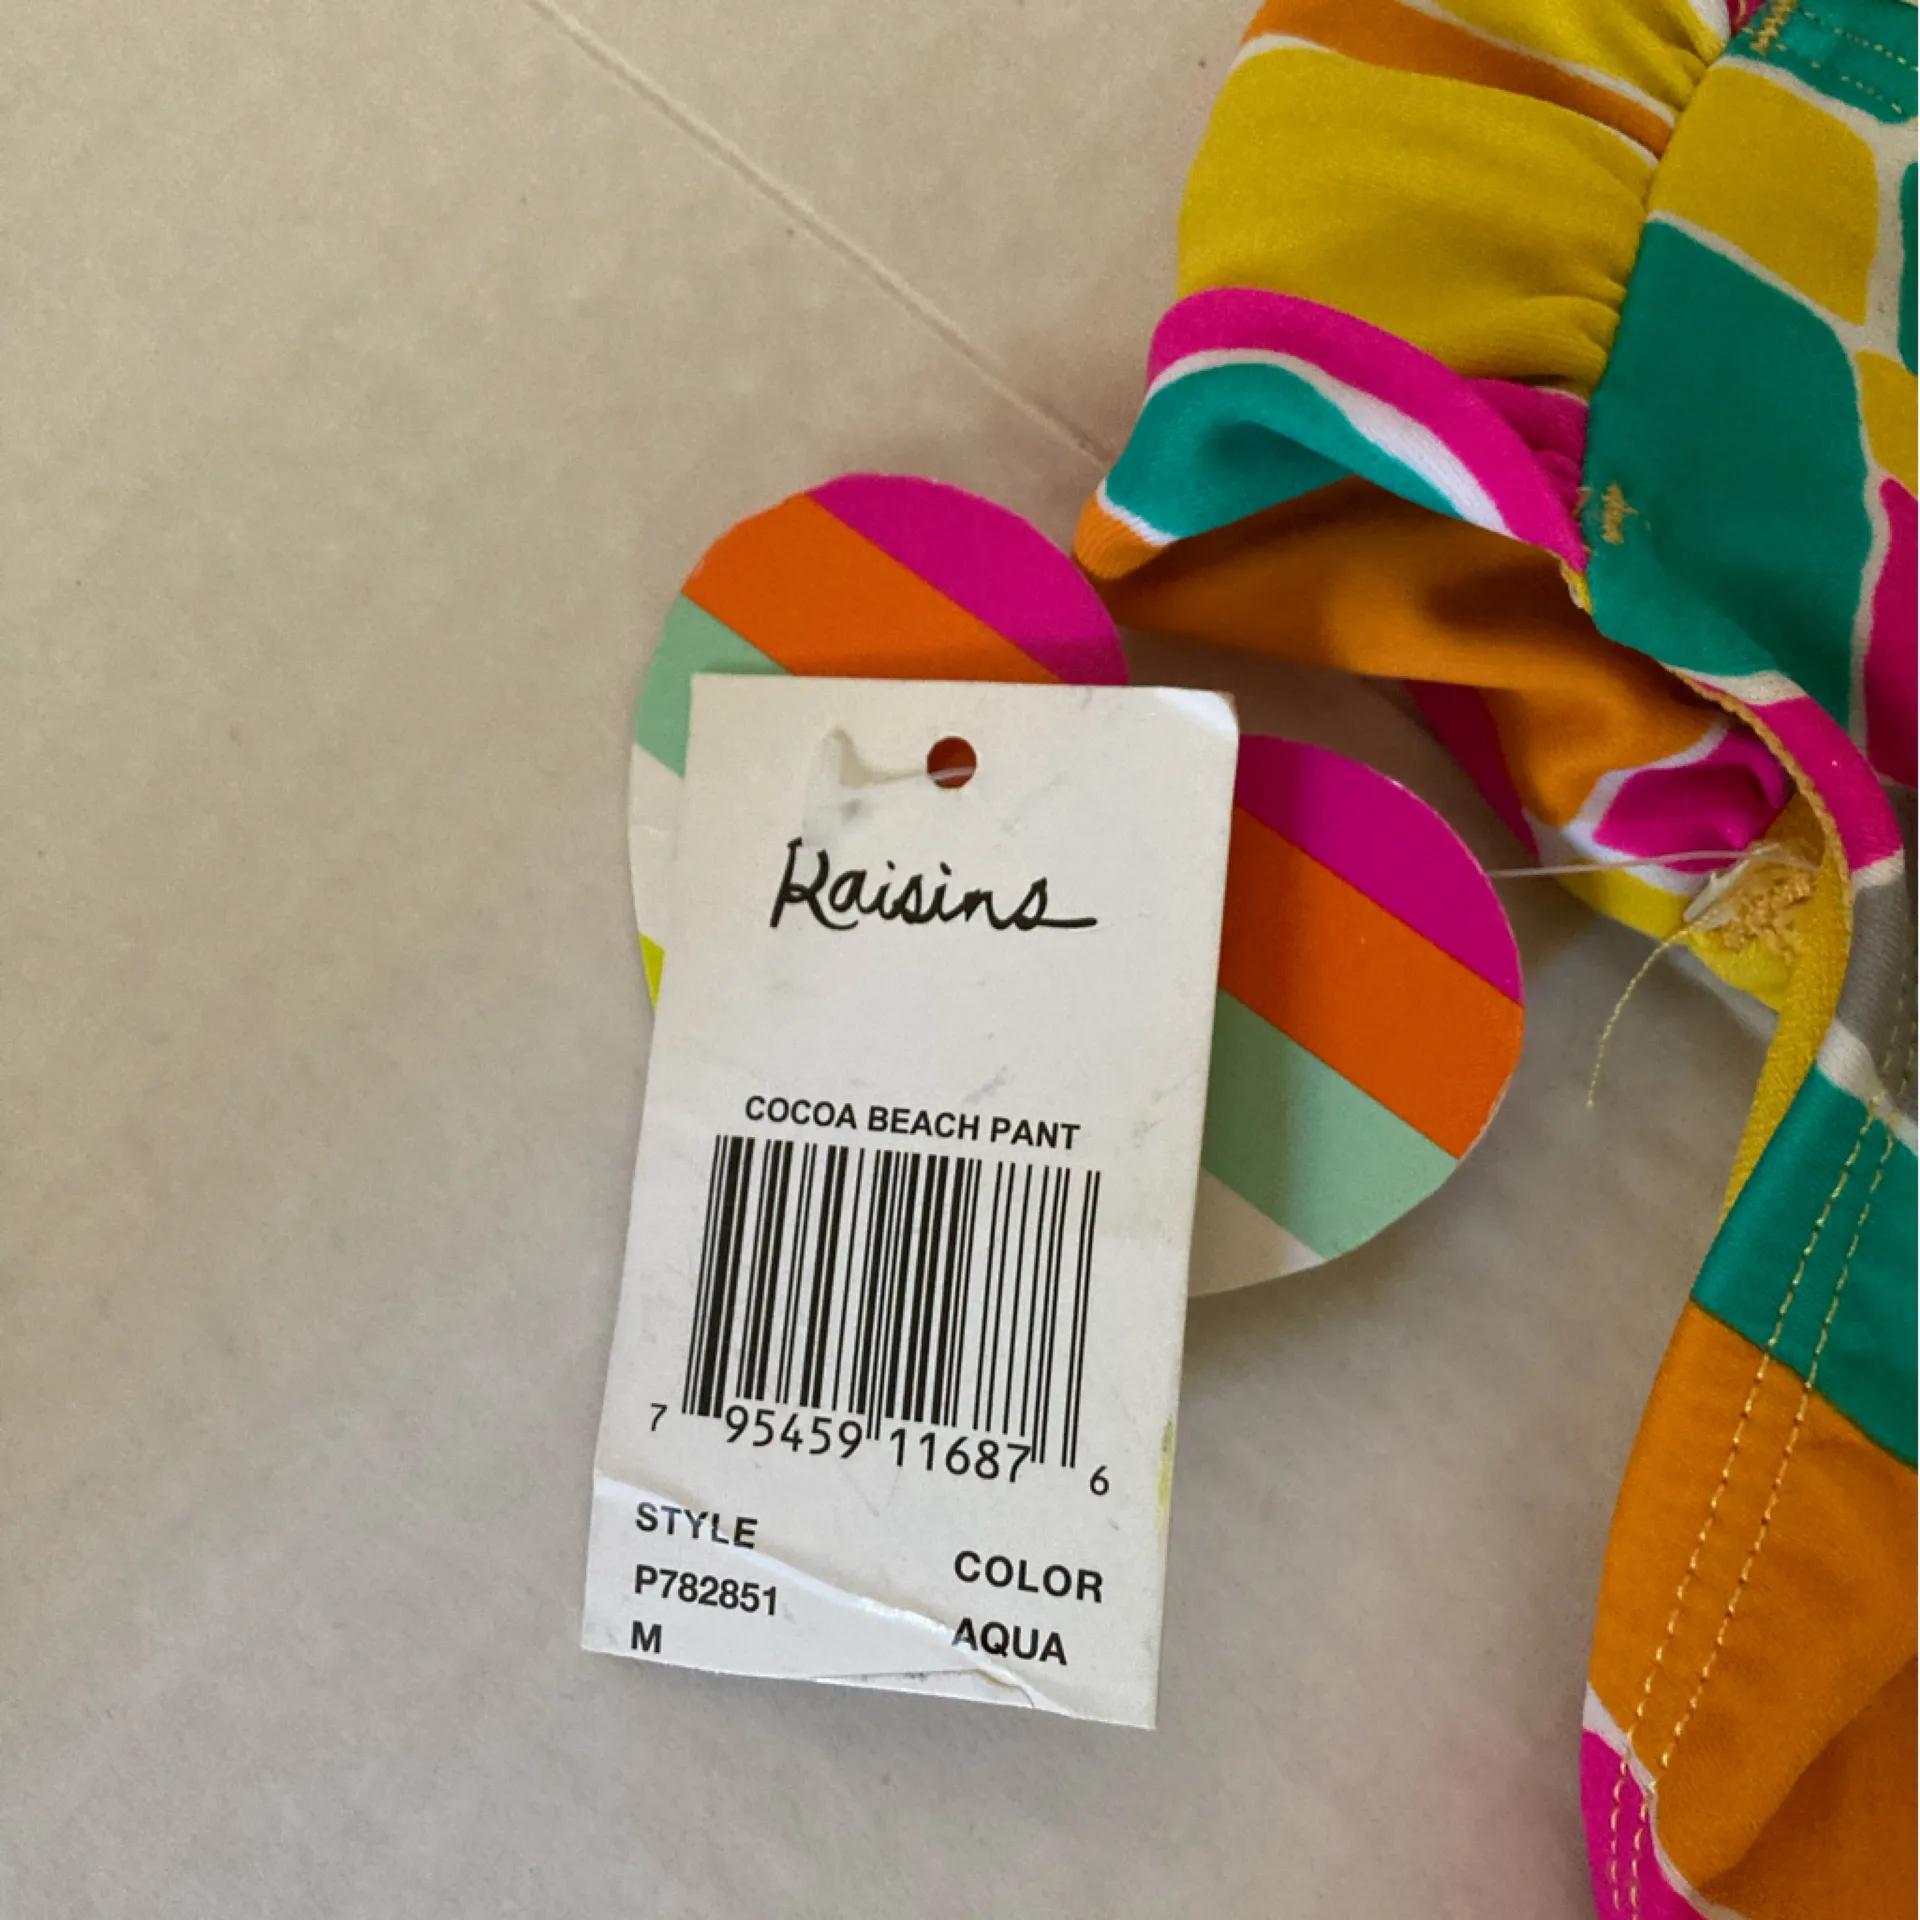 Raisins
COCOA BEACH PANT
7 95459 11687 6
STYLE COLOR
P782851 AQUA
M